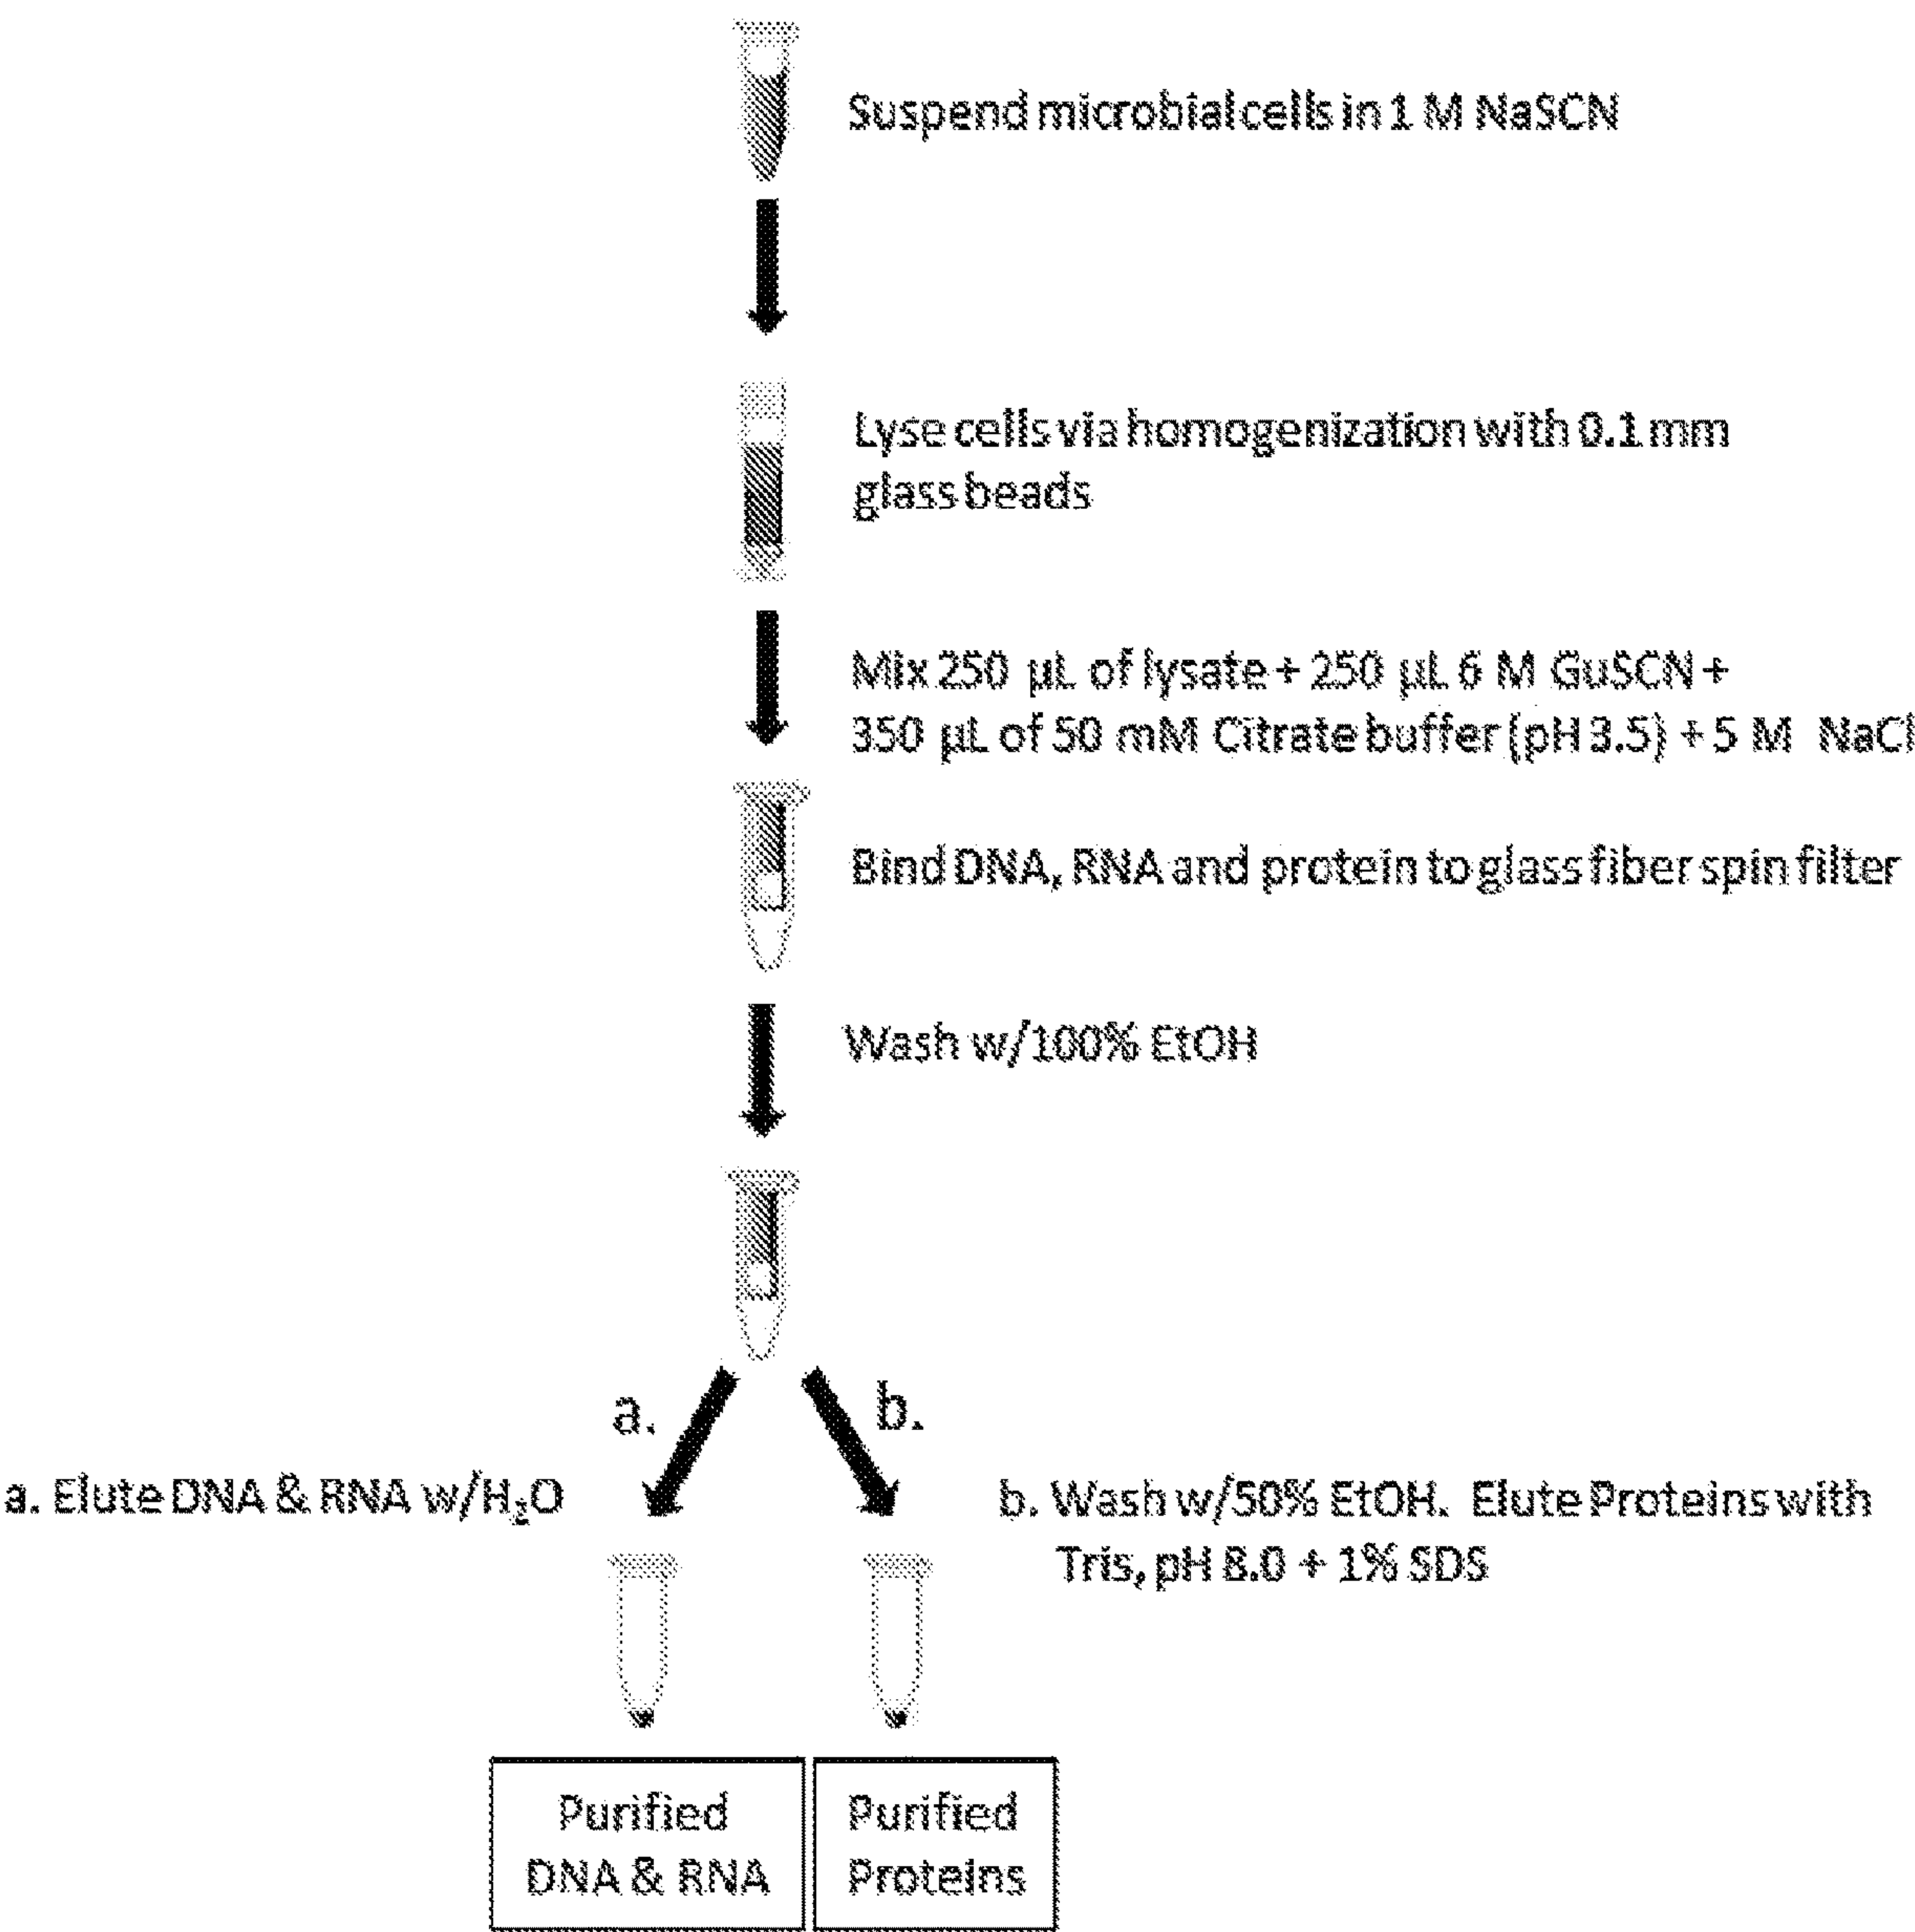 Suspend microbial cells in 1 M NaSCN
Lyse cells via homogenization with 0.1 mm
glass beads
Mix 250 µL of lysate + 250 µL 6 M GuSCN +
350 µL of 50 mM Citrate buffer (pH 3.5) + 5 M NaCl
Bind DNA, RNA and protein to glass fiber spin filter
Wash w/100% EtOH
a.
b.
a. Elute DNA & RNA w/H₂O
b. Wash w/50% EtOH. Elute Proteins with
Tris, pH 8.0 + 1% SDS
Purified
DNA & RNA
Purified
Proteins